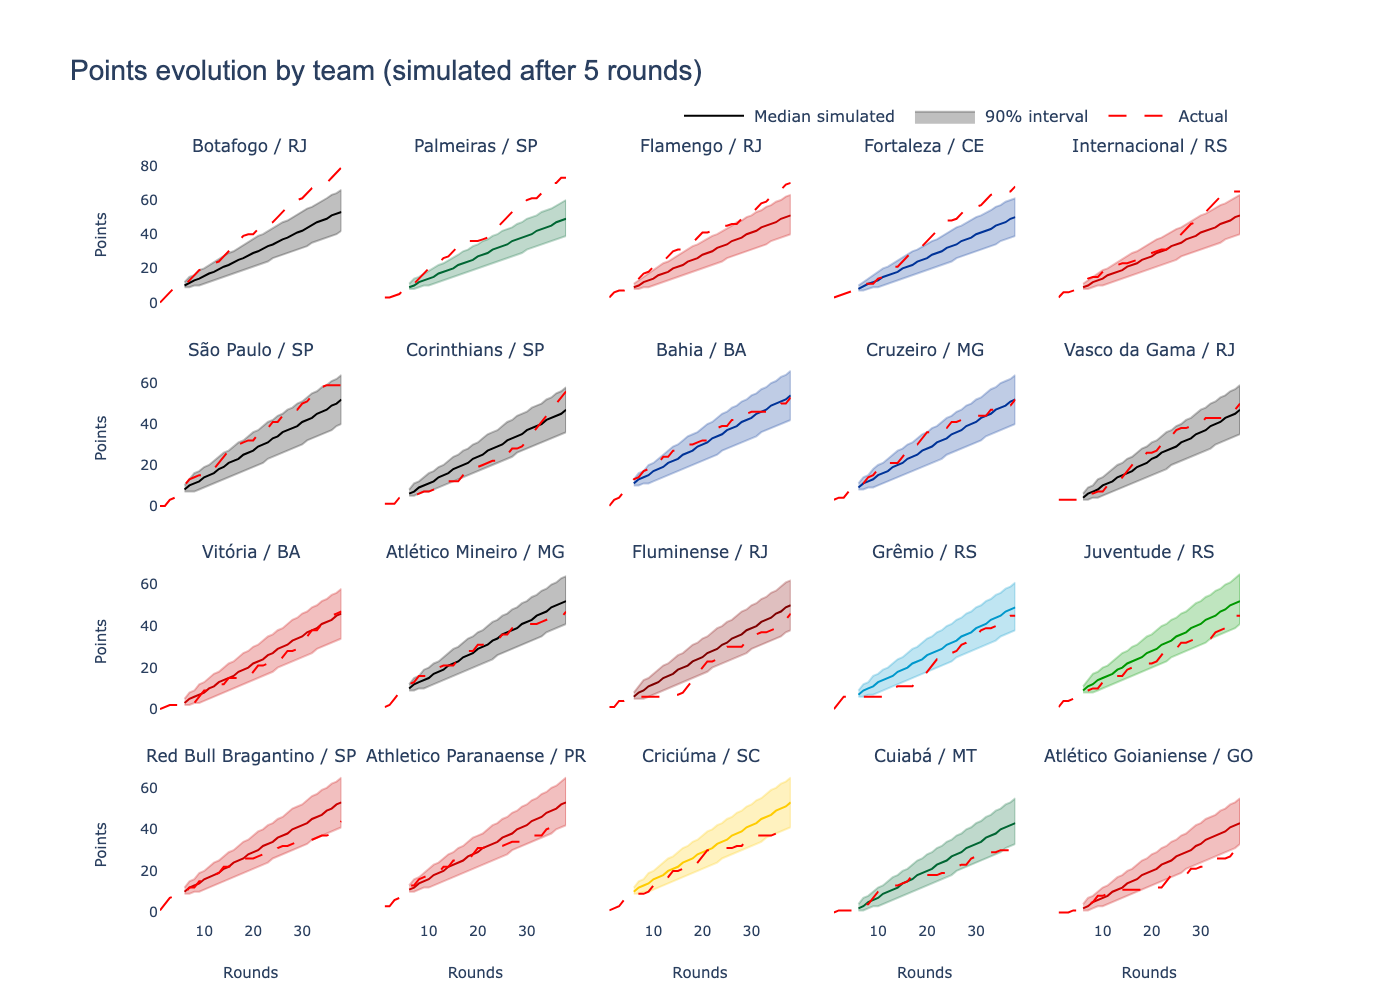 Points evolution by team (simulated after 5 rounds)
Median simulated 90% interval Actual
Botafogo / RJ Palmeiras / SP Flamengo / RJ Fortaleza / CE Internacional / RS
80
60
40
20
0
Points
São Paulo / SP Corinthians / SP Bahia / BA Cruzeiro / MG Vasco da Gama / RJ
60
40
20
0
Points
Vitória / BA Atlético Mineiro / MG Fluminense / RJ Grêmio / RS Juventude / RS
60
40
20
0
Points
Red Bull Bragantino / SP Athletico Paranaense / PR Criciúma / SC Cuiabá / MT Atlético Goianiense / GO
60
40
20
0
Points
10 20 30 10 20 30 10 20 30 10 20 30 10 20 30
Rounds Rounds Rounds Rounds Rounds